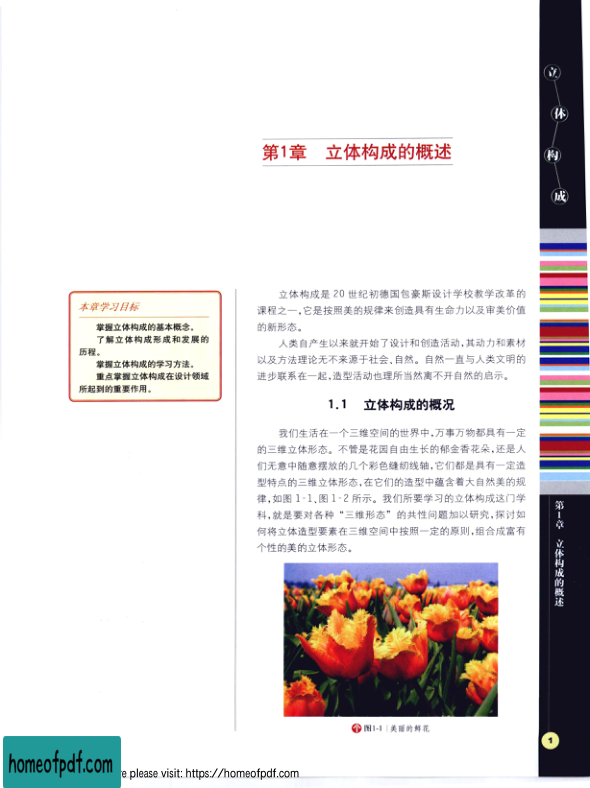 立体构成
第1章 立体构成的概述
本章学习目标
掌握立体构成的基本概念。
了解立体构成形成和发展的
历程。
掌握立体构成的学习方法。
重点掌握立体构成在设计领域
所起到的重要作用。
立体构成是 20 世纪初德国包豪斯设计学校教学改革的
课程之一,它是按照美的规律来创造具有生命力以及审美价值
的新形态。
人类自产生以来就开始了设计和创造活动,其动力和素材
以及方法理论无不来源于社会、自然。自然一直与人类文明的
进步联系在一起,造型活动也理所当然离不开自然的启示。
1.1 立体构成的概况
我们生活在一个三维空间的世界中,万事万物都具有一定
的三维立体形态。不管是花园自由生长的郁金香花朵,还是人
们无意中随意摆放的几个彩色缝纫线轴,它们都是具有一定造
型特点的三维立体形态,在它们的造型中蕴含着大自然美的规
律,如图 1-1、图 1-2 所示。我们所要学习的立体构成这门学
科,就是要对各种“三维形态”的共性问题加以研究,探讨如
何将立体造型要素在三维空间中按照一定的原则,组合成富有
个性的美的立体形态。
图1-1 美丽的鲜花
第1章 立体构成的概述
1
homeofpdf.com
please visit: https://homeofpdf.com